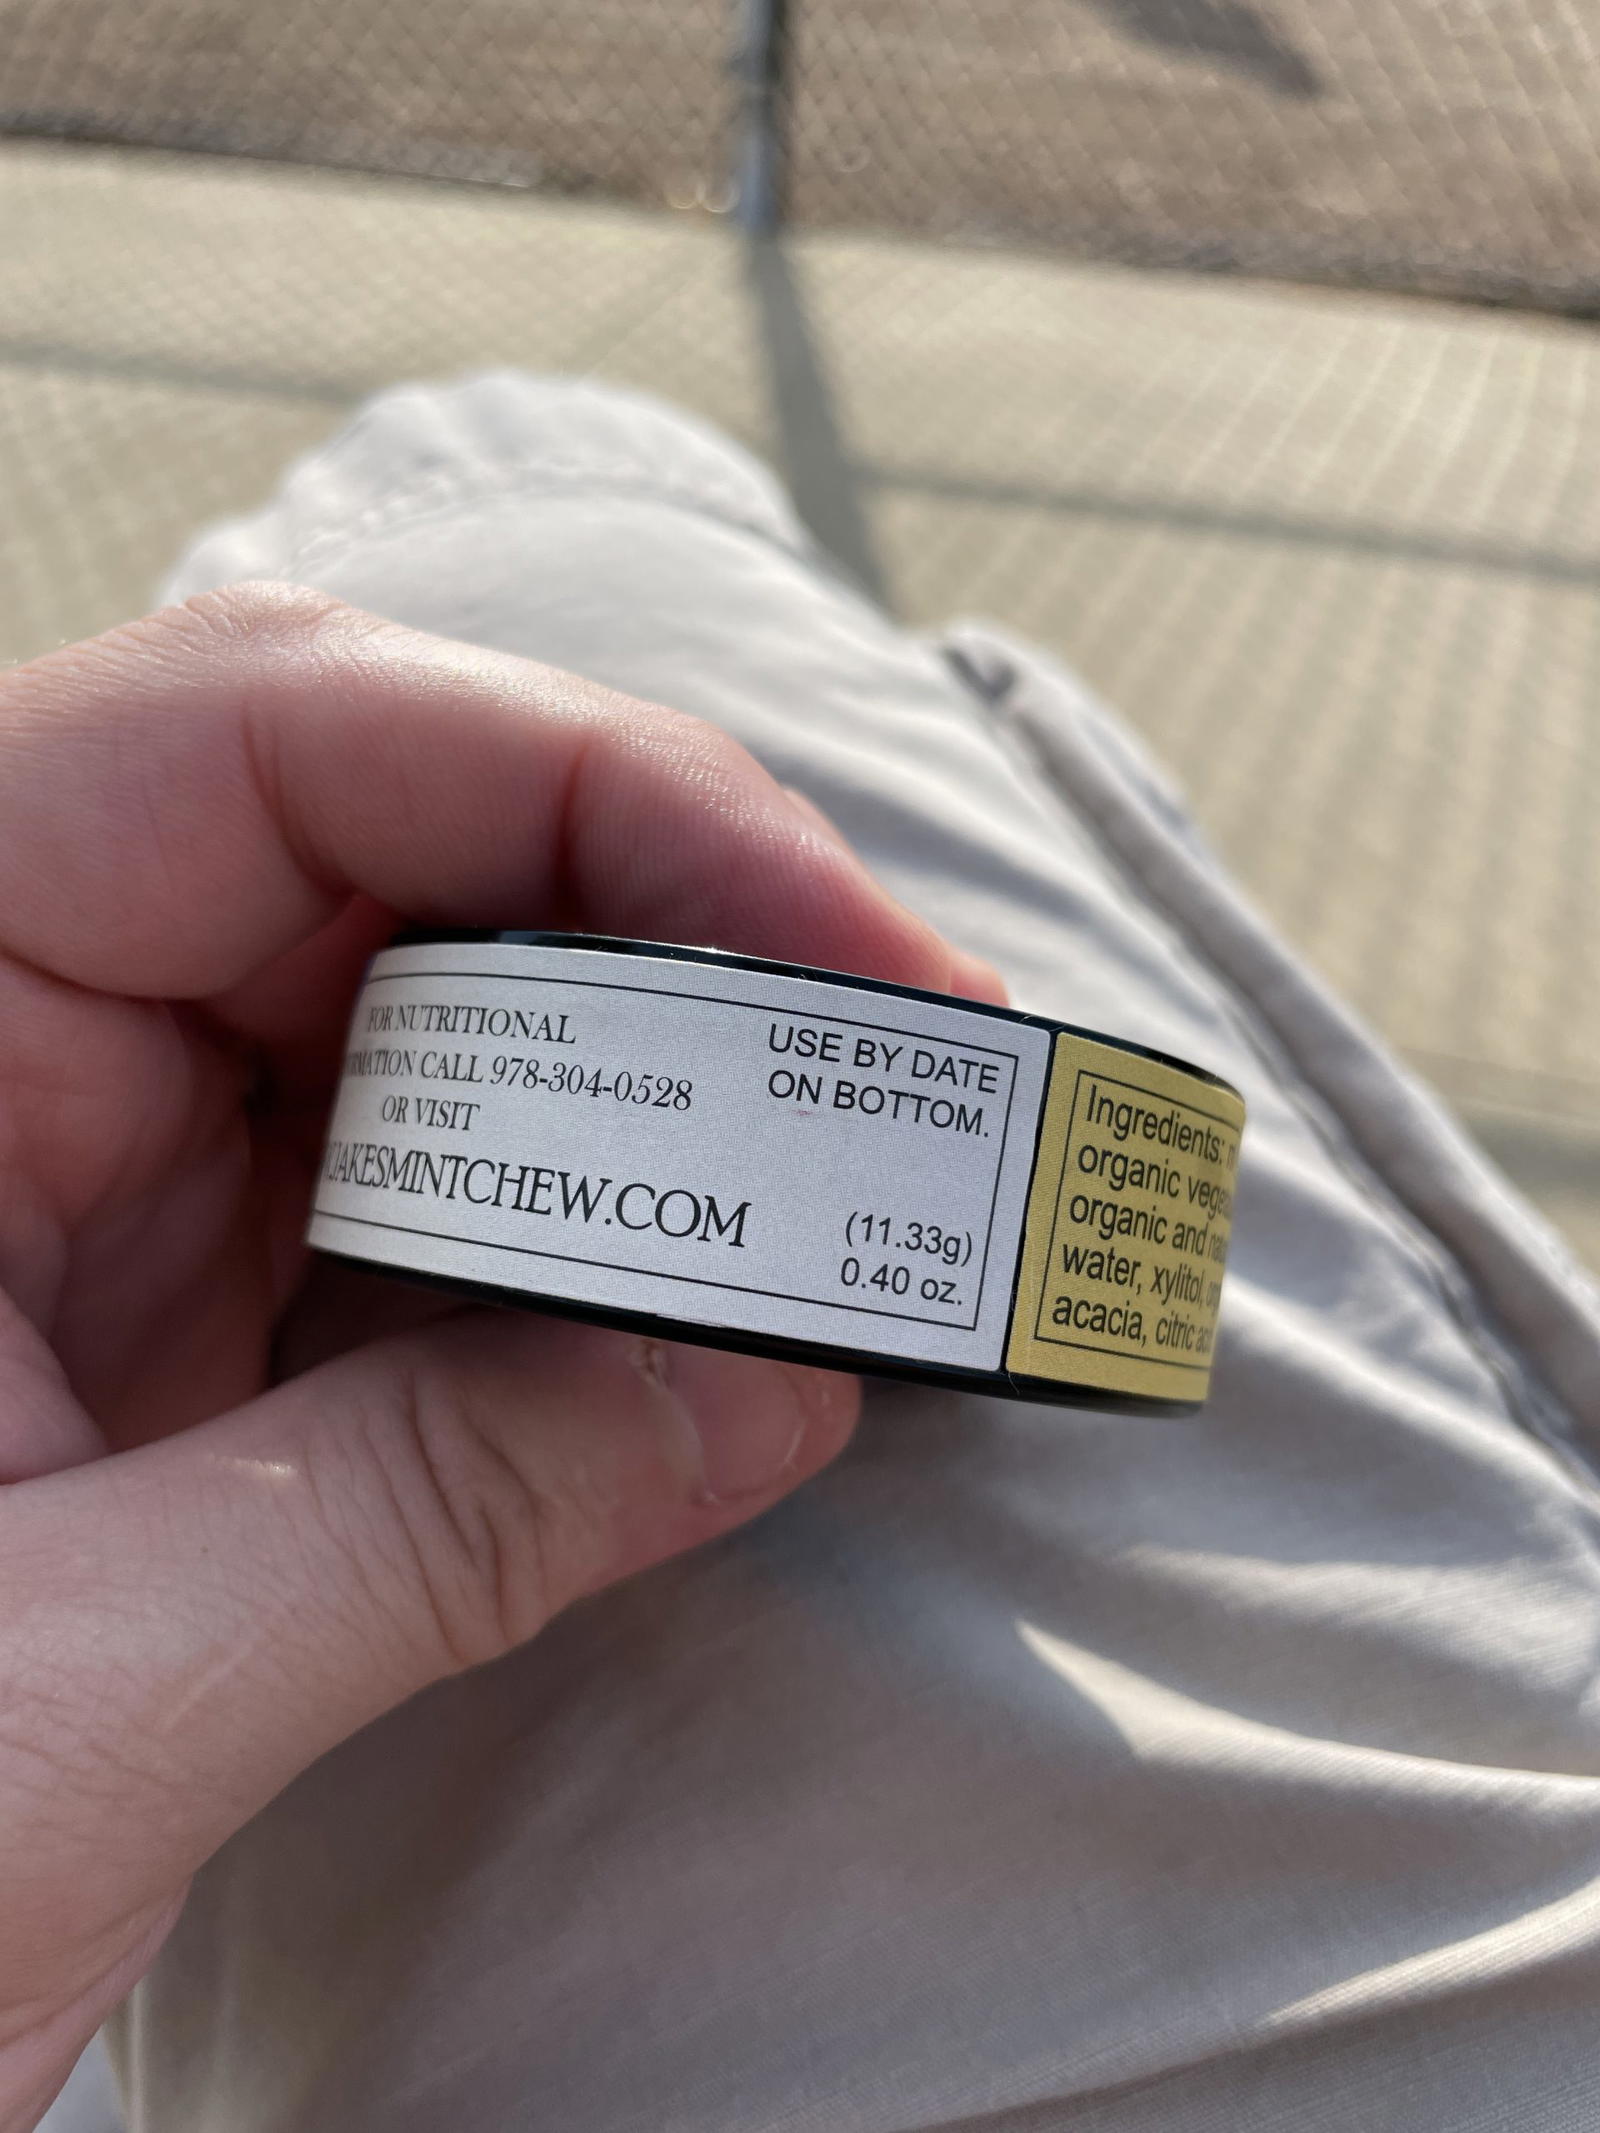 FOR NUTRITIONAL
CALL 978-304-0528
OR VISIT
JAKESMINTCHEW.COM
USE BY DATE
ON BOTTOM.
(11.33g)
0.40 oz.
Ingredients:
organic
organic and
water, xylitol,
acacia, citric